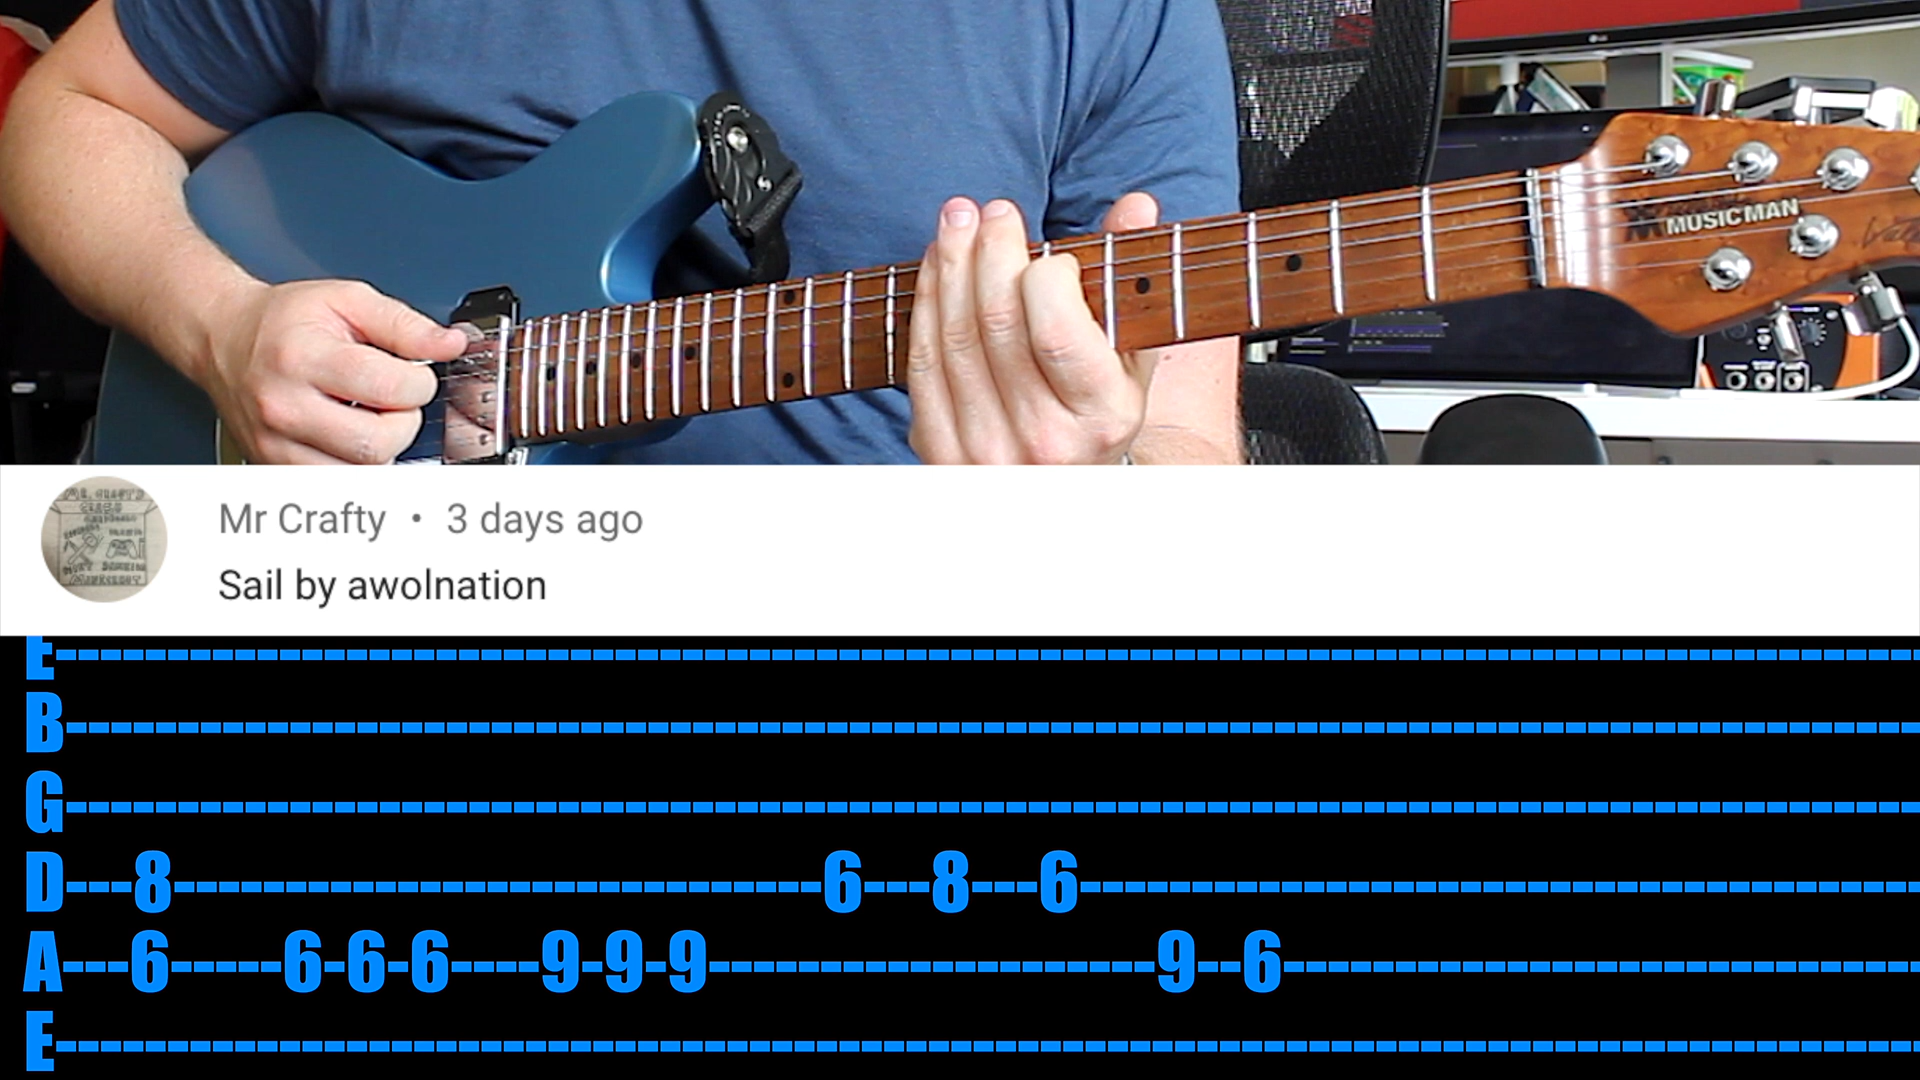 LG
MUSICMAN
Mr Crafty • 3 days ago
Sail by awolnation
E-----------------------------------------------------------------------------------
B-----------------------------------------------------------------------------------
G-----------------------------------------------------------------------------------
D---8------------------------------6---8---6---------------------------------------
A---6-----6-6-6----9-9-9---------------------9--6-----------------------------
E-----------------------------------------------------------------------------------